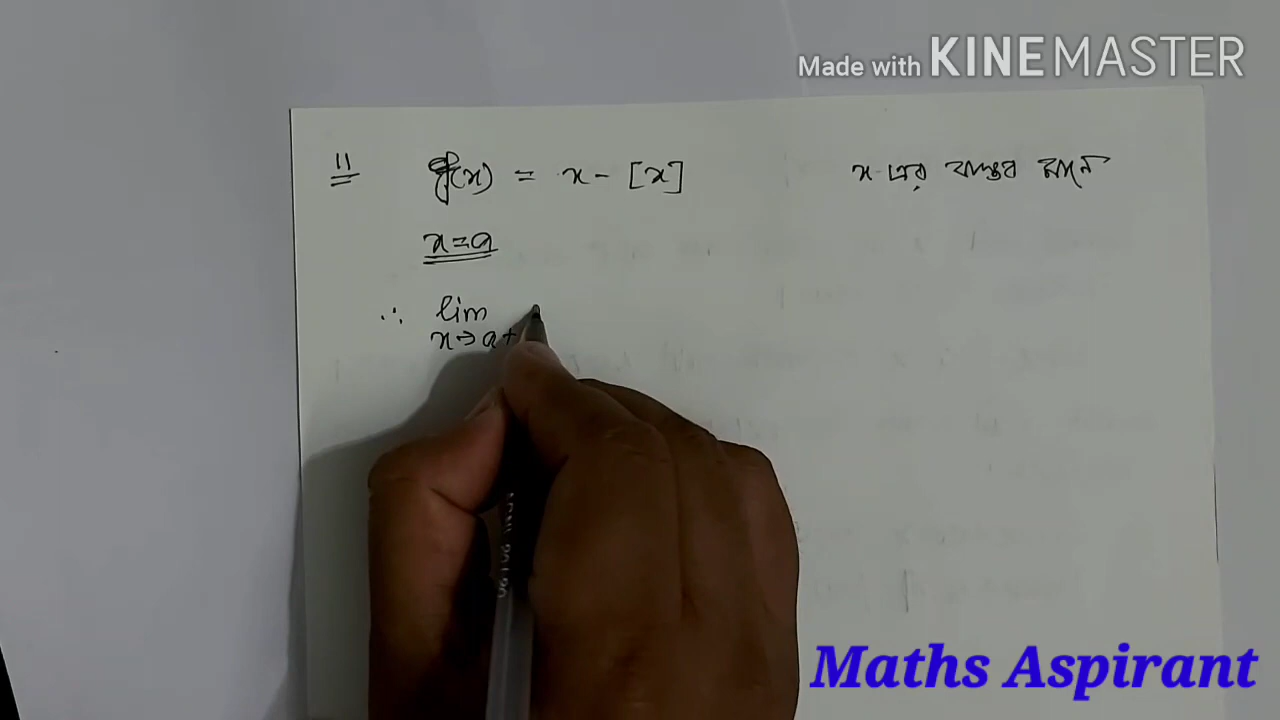 Made with KINEMASTER
11 f(x) = x - [x] x এর বাস্তব মানে
x=a
∴ lim
x→a+
Maths Aspirant